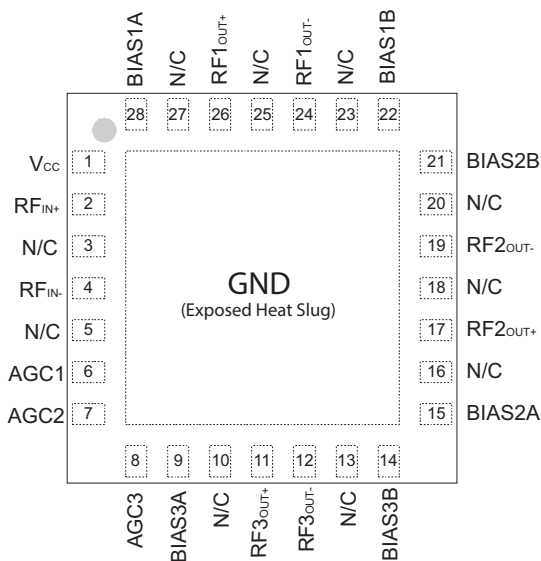 BIAS1A
N/C
RF1OUT+
N/C
RF1OUT-
N/C
BIAS1B
28 27 26 25 24 23 22
VCC 1
RFIN+ 2
N/C 3
RFIN- 4
N/C 5
AGC1 6
AGC2 7
GND
(Exposed Heat Slug)
21 BIAS2B
20 N/C
19 RF2OUT-
18 N/C
17 RF2OUT+
16 N/C
15 BIAS2A
8 9 10 11 12 13 14
AGC3
BIAS3A
N/C
RF3OUT+
RF3OUT-
N/C
BIAS3B